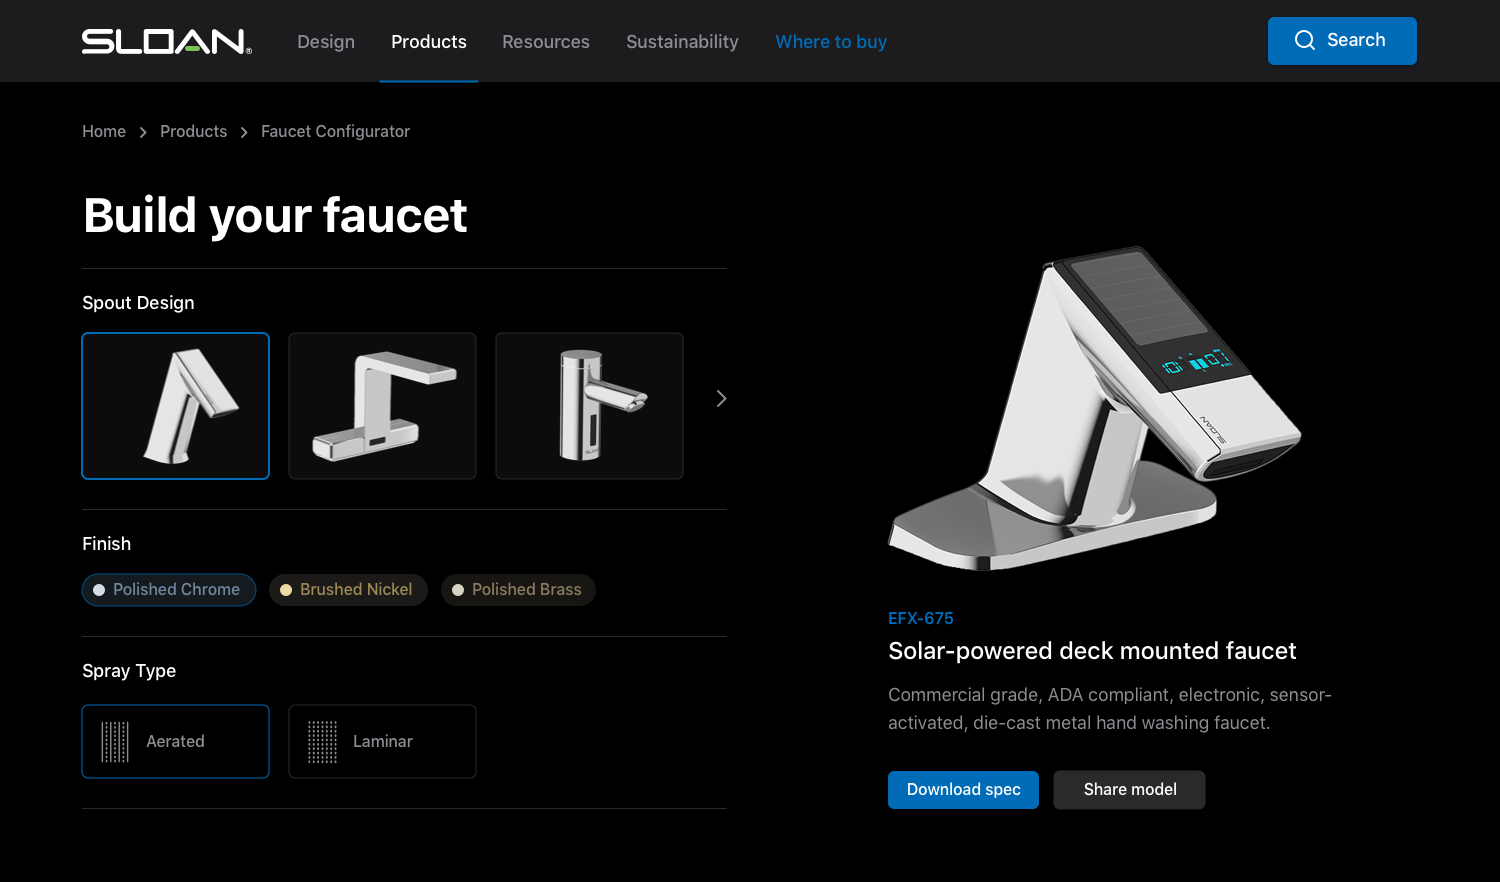 SLOAN®
Design
Products
Resources
Sustainability
Where to buy
Search
Home
Products
Faucet Configurator
Build your faucet
Spout Design
Finish
Polished Chrome
Brushed Nickel
Polished Brass
Spray Type
Aerated
Laminar
SLOAN
EFX-675
Solar-powered deck mounted faucet
Commercial grade, ADA compliant, electronic, sensor-
activated, die-cast metal hand washing faucet.
Download spec
Share model